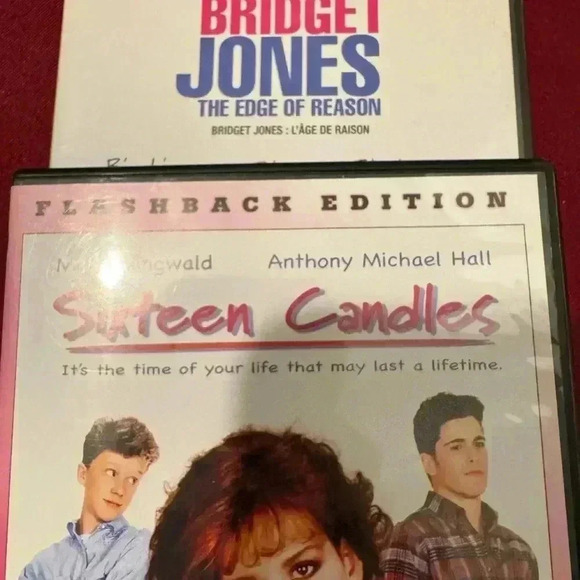 BRIDGET
JONES
THE EDGE OF REASON
BRIDGET JONES : L'ÂGE DE RAISON
FLASHBACK EDITION
Anthony Michael Hall
Sixteen Candles
It's the time of your life that may last a lifetime.